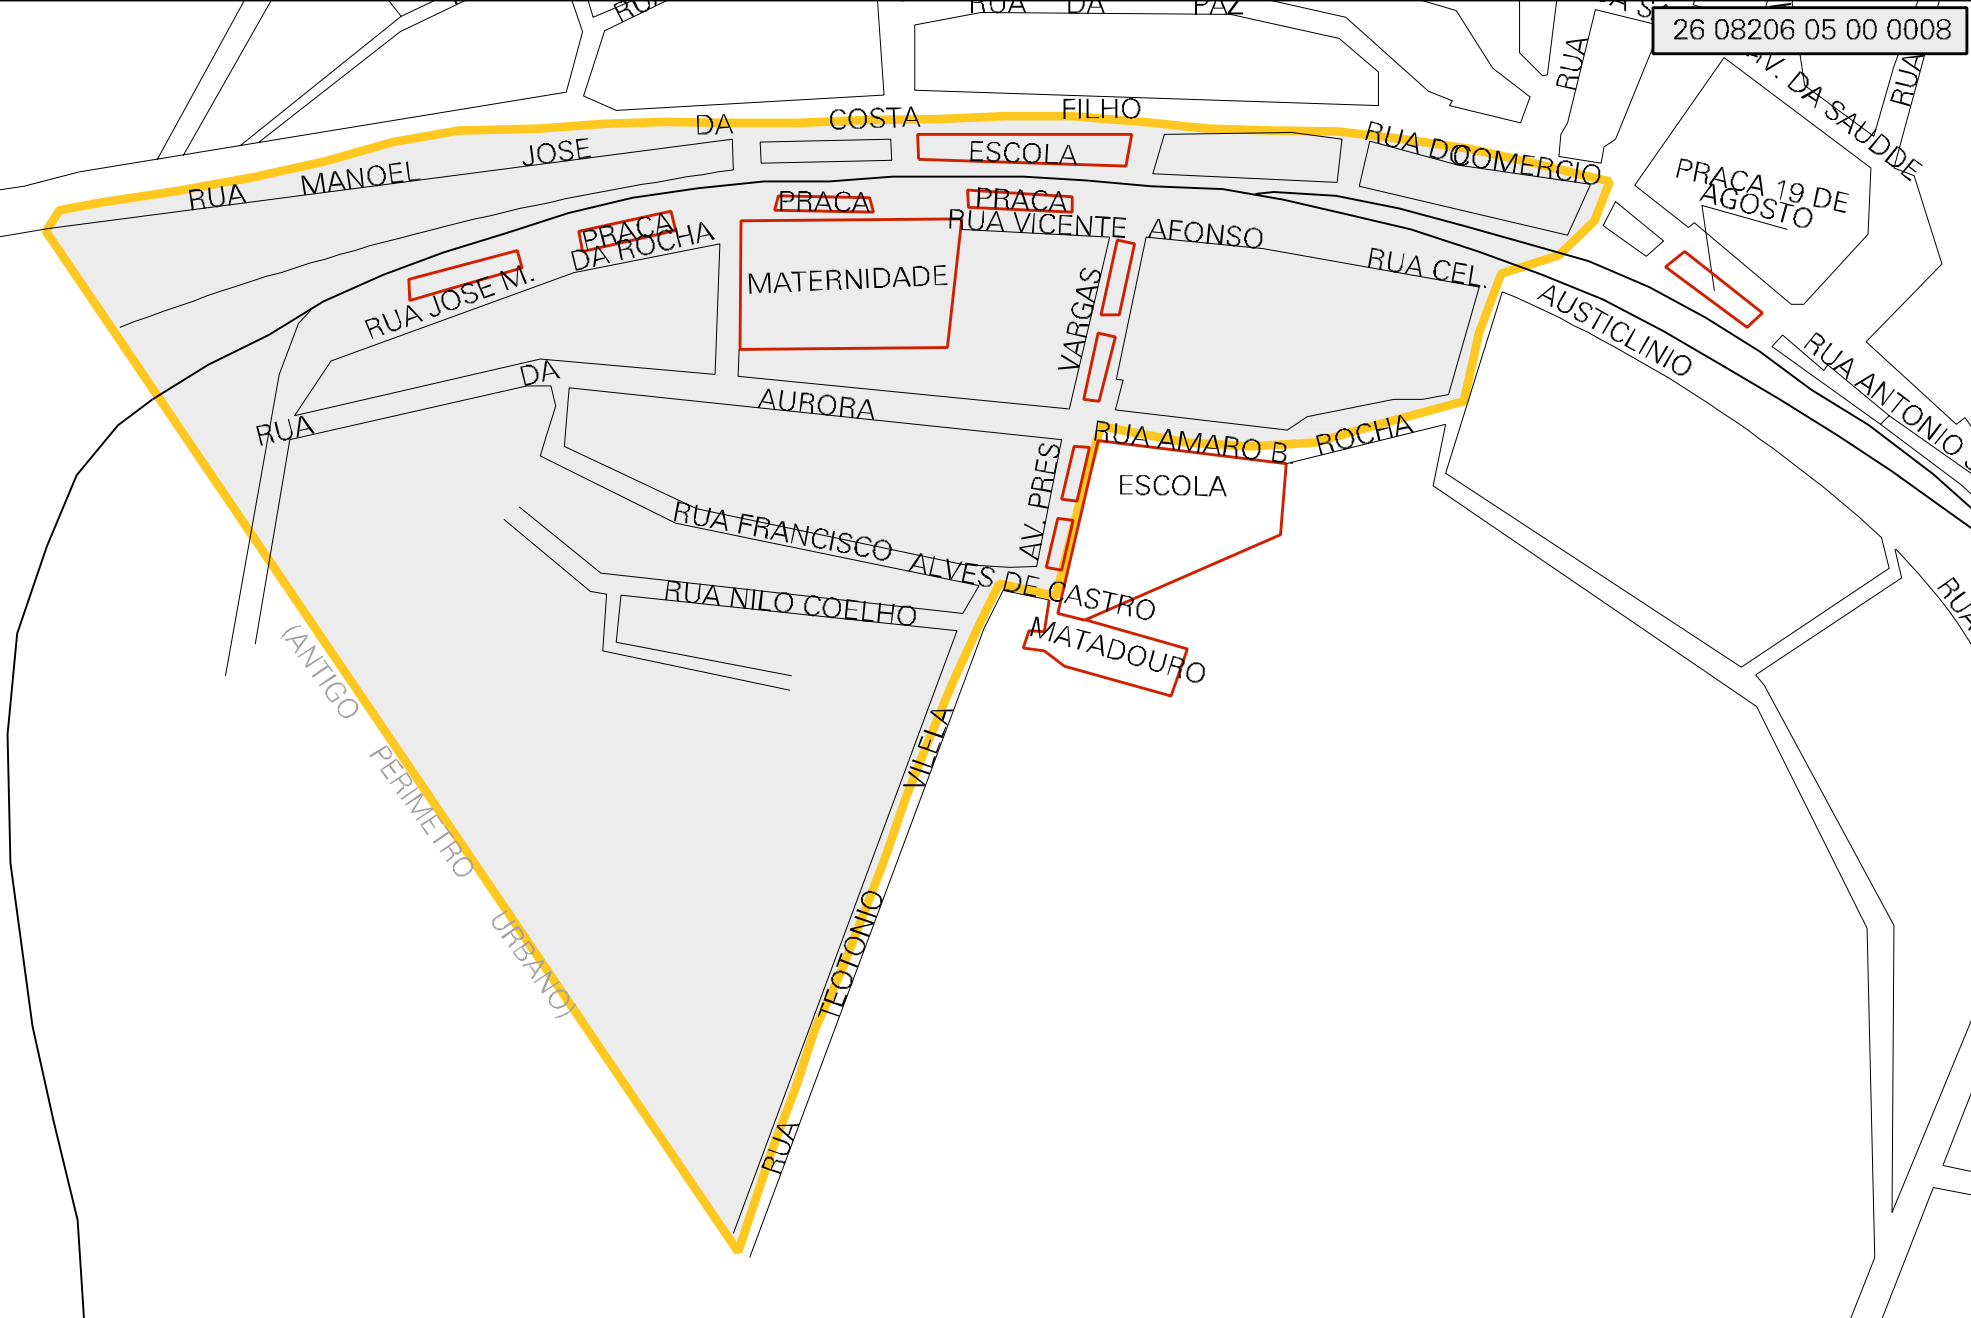 RUA DA PAZ
26 08206 05 00 0008
RUA
RUA
AV. DA SAUDDE
RUA MANOEL JOSE DA COSTA FILHO
RUA DO COMERCIO
ESCOLA
PRACA 19 DE
AGOSTO
PRACA
PRACA
PRACA
RUA VICENTE AFONSO
RUA JOSE M. DA ROCHA
MATERNIDADE
RUA CEL. AUSTICLINIO
RUA ANTONIO
AV. PRES VARGAS
RUA DA AURORA
RUA AMARO B. ROCHA
ESCOLA
RUA FRANCISCO ALVES DE CASTRO
RUA NILO COELHO
MATADOURO
RUA
(ANTIGO PERIMETRO URBANO)
RUA TEOTONIO VILELA